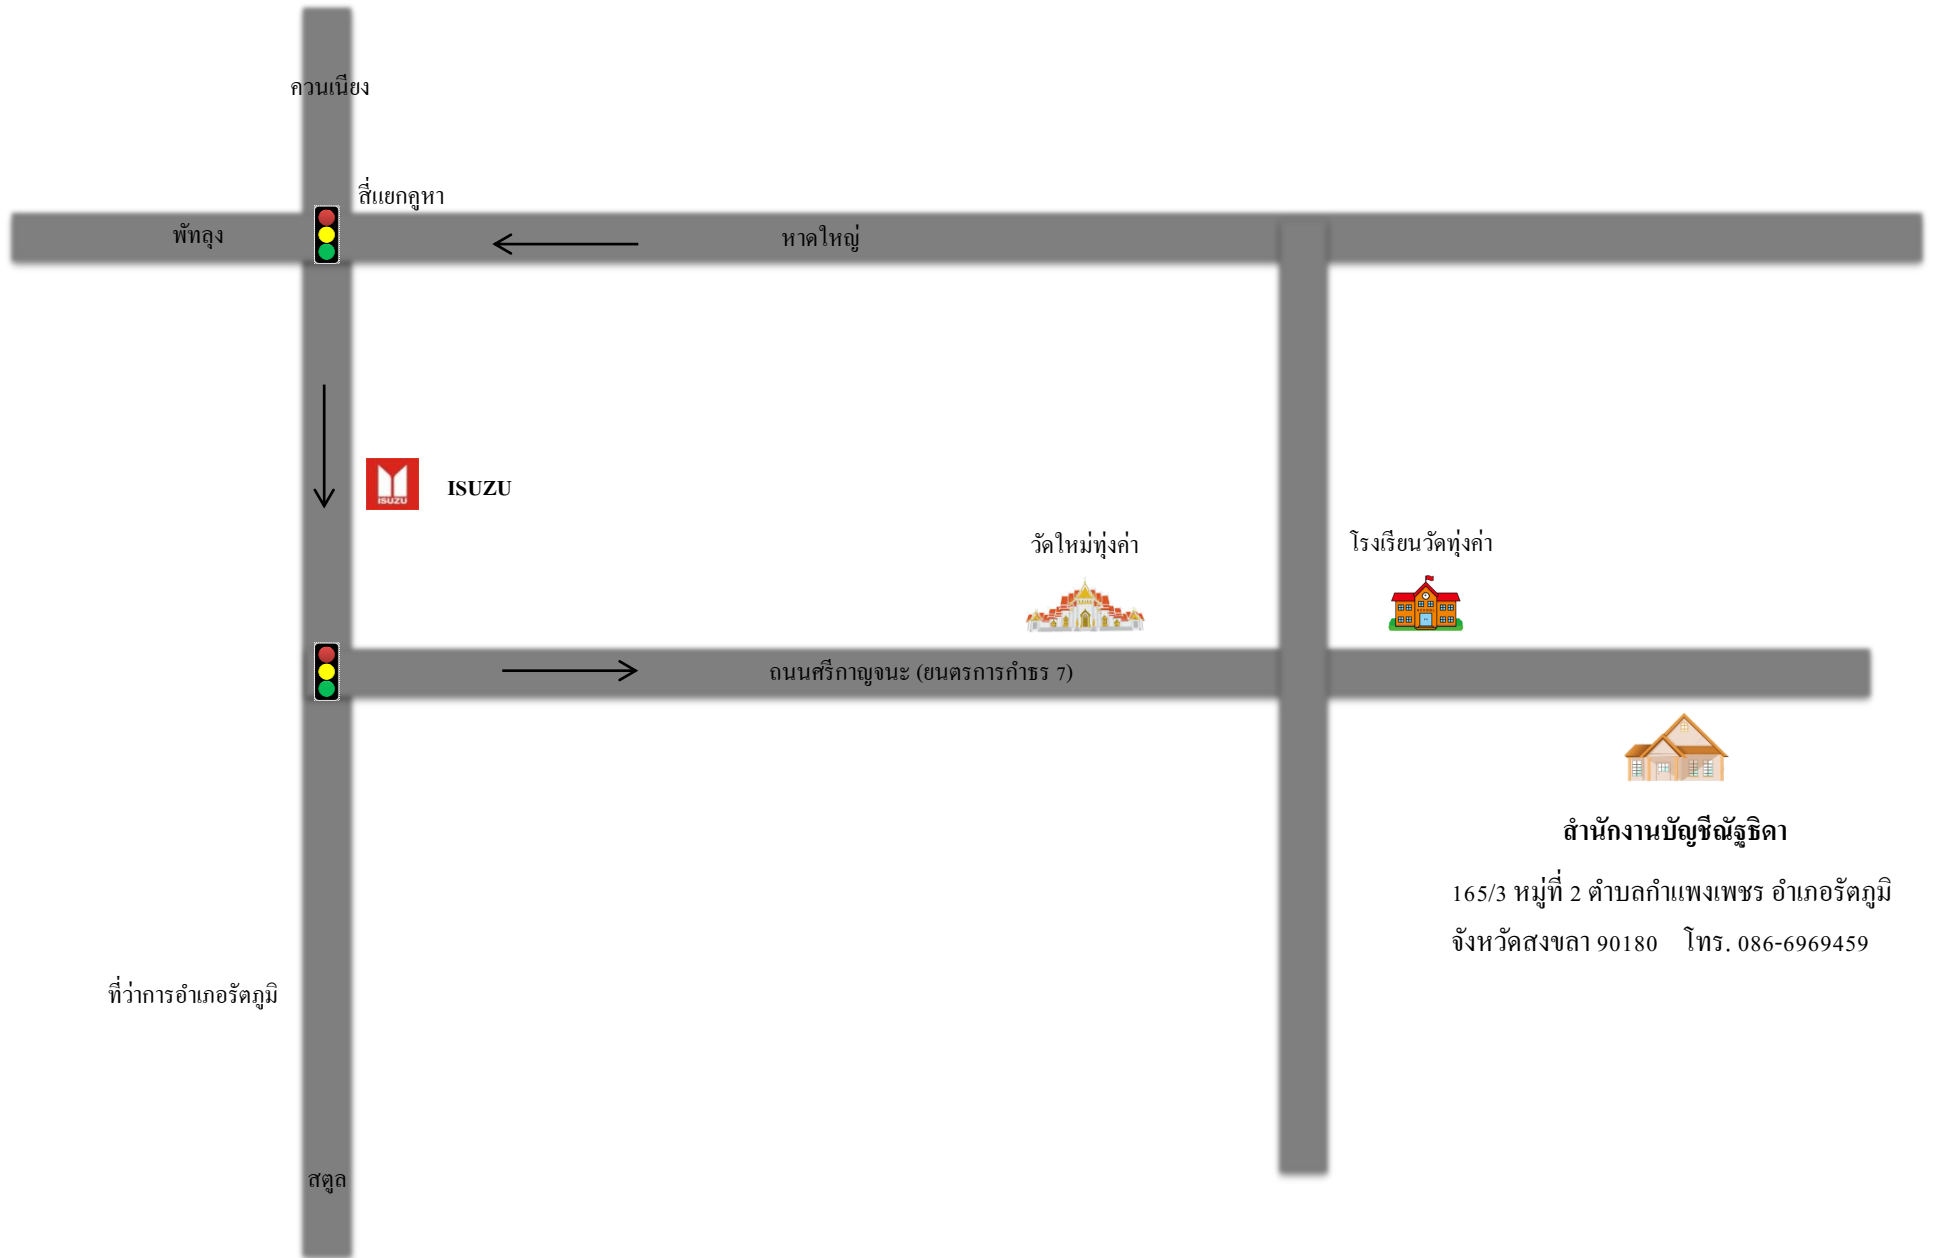 ควนเนียง
สี่แยกคูหา
พัทลุง
หาดใหญ่
ISUZU
ISUZU
วัดใหม่ทุ่งค่า
โรงเรียนวัดทุ่งค่า
ถนนศรีกาญจนะ (ยนตรการกำธร 7)
สำนักงานบัญชีณัฐธิดา
165/3 หมู่ที่ 2 ตำบลกำแพงเพชร อำเภอรัตภูมิ
จังหวัดสงขลา 90180 โทร. 086-6969459
ที่ว่าการอำเภอรัตภูมิ
สตูล